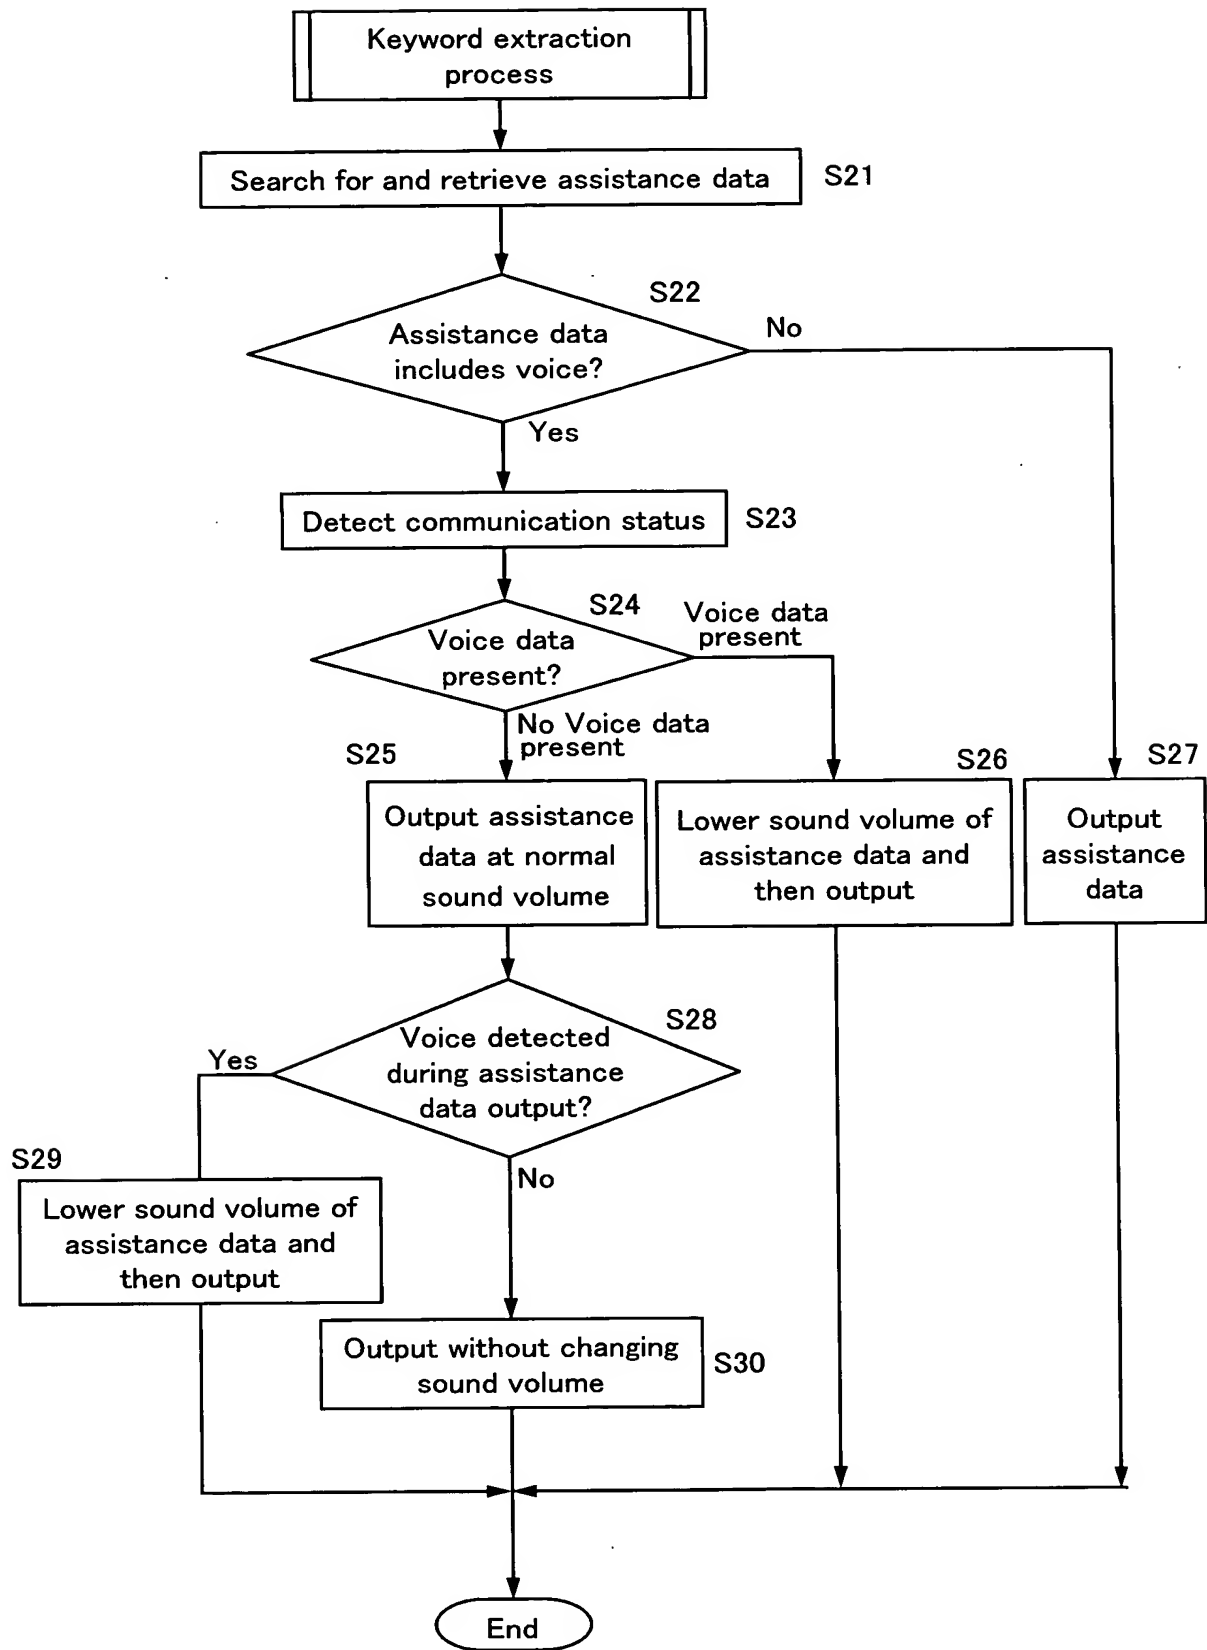 Keyword extraction
process
Search for and retrieve assistance data
S21
S22
Assistance data
includes voice?
No
Yes
Detect communication status
S23
S24
Voice data
present?
Voice data
present
No Voice data
present
S25
Output assistance
data at normal
sound volume
S26
Lower sound volume of
assistance data and
then output
S27
Output
assistance
data
S28
Voice detected
during assistance
data output?
Yes
No
S29
Lower sound volume of
assistance data and
then output
Output without changing
sound volume
S30
End